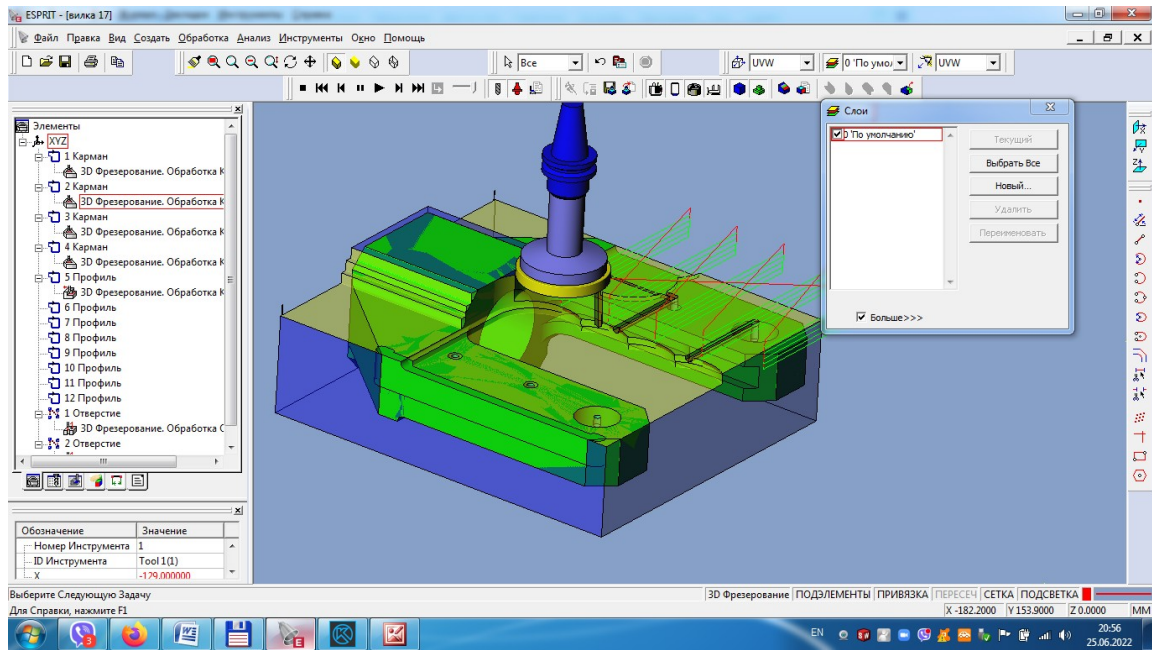 ESPRIT - [вилка 17]
Файл Правка Вид Создать Обработка Анализ Инструменты Окно Помощь
Все
UVW
0 'По умол
UVW
Элементы
XYZ
1 Карман
3D Фрезерование. Обработка К
2 Карман
3D Фрезерование. Обработка К
3 Карман
3D Фрезерование. Обработка К
4 Карман
3D Фрезерование. Обработка К
5 Профиль
3D Фрезерование. Обработка К
6 Профиль
7 Профиль
8 Профиль
9 Профиль
10 Профиль
11 Профиль
12 Профиль
1 Отверстие
3D Фрезерование. Обработка С
2 Отверстие
Слои
0 'По умолчанию'
Текущий
Выбрать Все
Новый...
Удалить
Переименовать
Больше>>>
Обозначение Значение
Номер Инструмента 1
ID Инструмента Tool 1(1)
X -129.000000
Выберите Следующую Задачу
3D Фрезерование ПОДЭЛЕМЕНТЫ ПРИВЯЗКА ПЕРЕСЕЧ СЕТКА ПОДСВЕТКА
Для Справки, нажмите F1
X -182.2000 Y 153.9000 Z 0.0000 MM
3
EN
20:56
25.06.2022